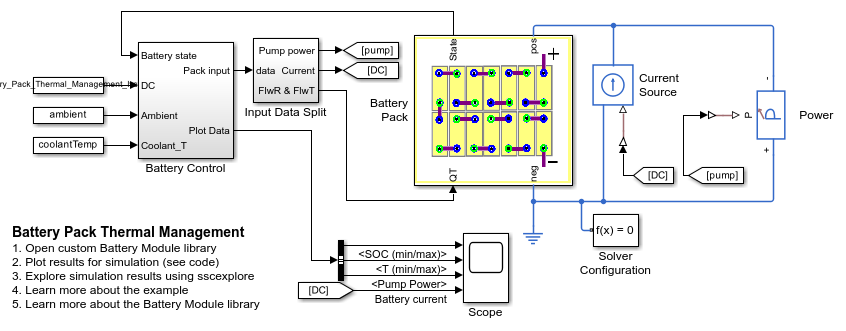 Battery state
Pack input
DC
Ambient
Plot Data
Coolant_T
Battery Control
ry_Pack_Thermal_Management_
ambient
coolantTemp
Pump power
data Current
FlwR & FlwT
Input Data Split
[pump]
[DC]
Battery
Pack
State
pos
+
QT
neg
−
Current
Source
[DC]
[pump]
P
-
+
Power
f(x) = 0
Solver
Configuration
Battery Pack Thermal Management
1. Open custom Battery Module library
2. Plot results for simulation (see code)
3. Explore simulation results using sscexplore
4. Learn more about the example
5. Learn more about the Battery Module library
<SOC (min/max)>
<T (min/max)>
<Pump Power>
Battery current
[DC]
Scope